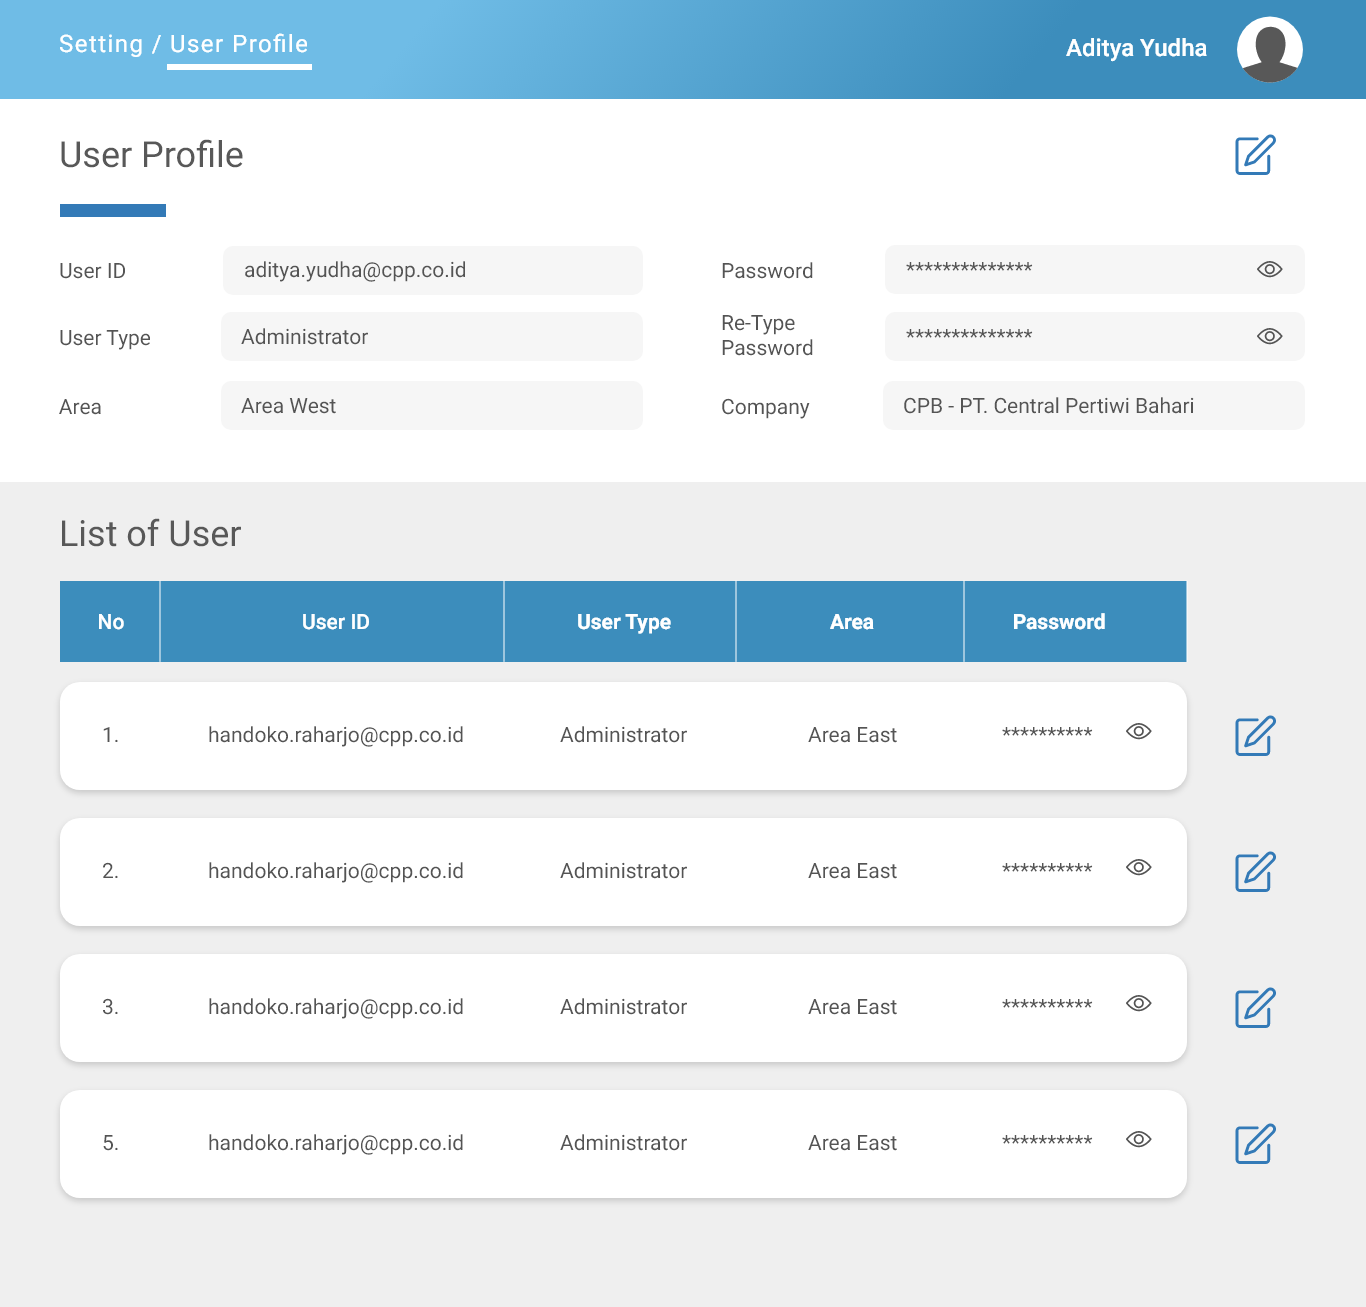 Setting / User Profile
Aditya Yudha
User Profile
User ID
aditya.yudha@cpp.co.id
Password
**************
User Type
Administrator
Re-Type
Password
**************
Area
Area West
Company
CPB - PT. Central Pertiwi Bahari
List of User
No User ID User Type Area Password
1. handoko.raharjo@cpp.co.id Administrator Area East **********
2. handoko.raharjo@cpp.co.id Administrator Area East **********
3. handoko.raharjo@cpp.co.id Administrator Area East **********
5. handoko.raharjo@cpp.co.id Administrator Area East **********